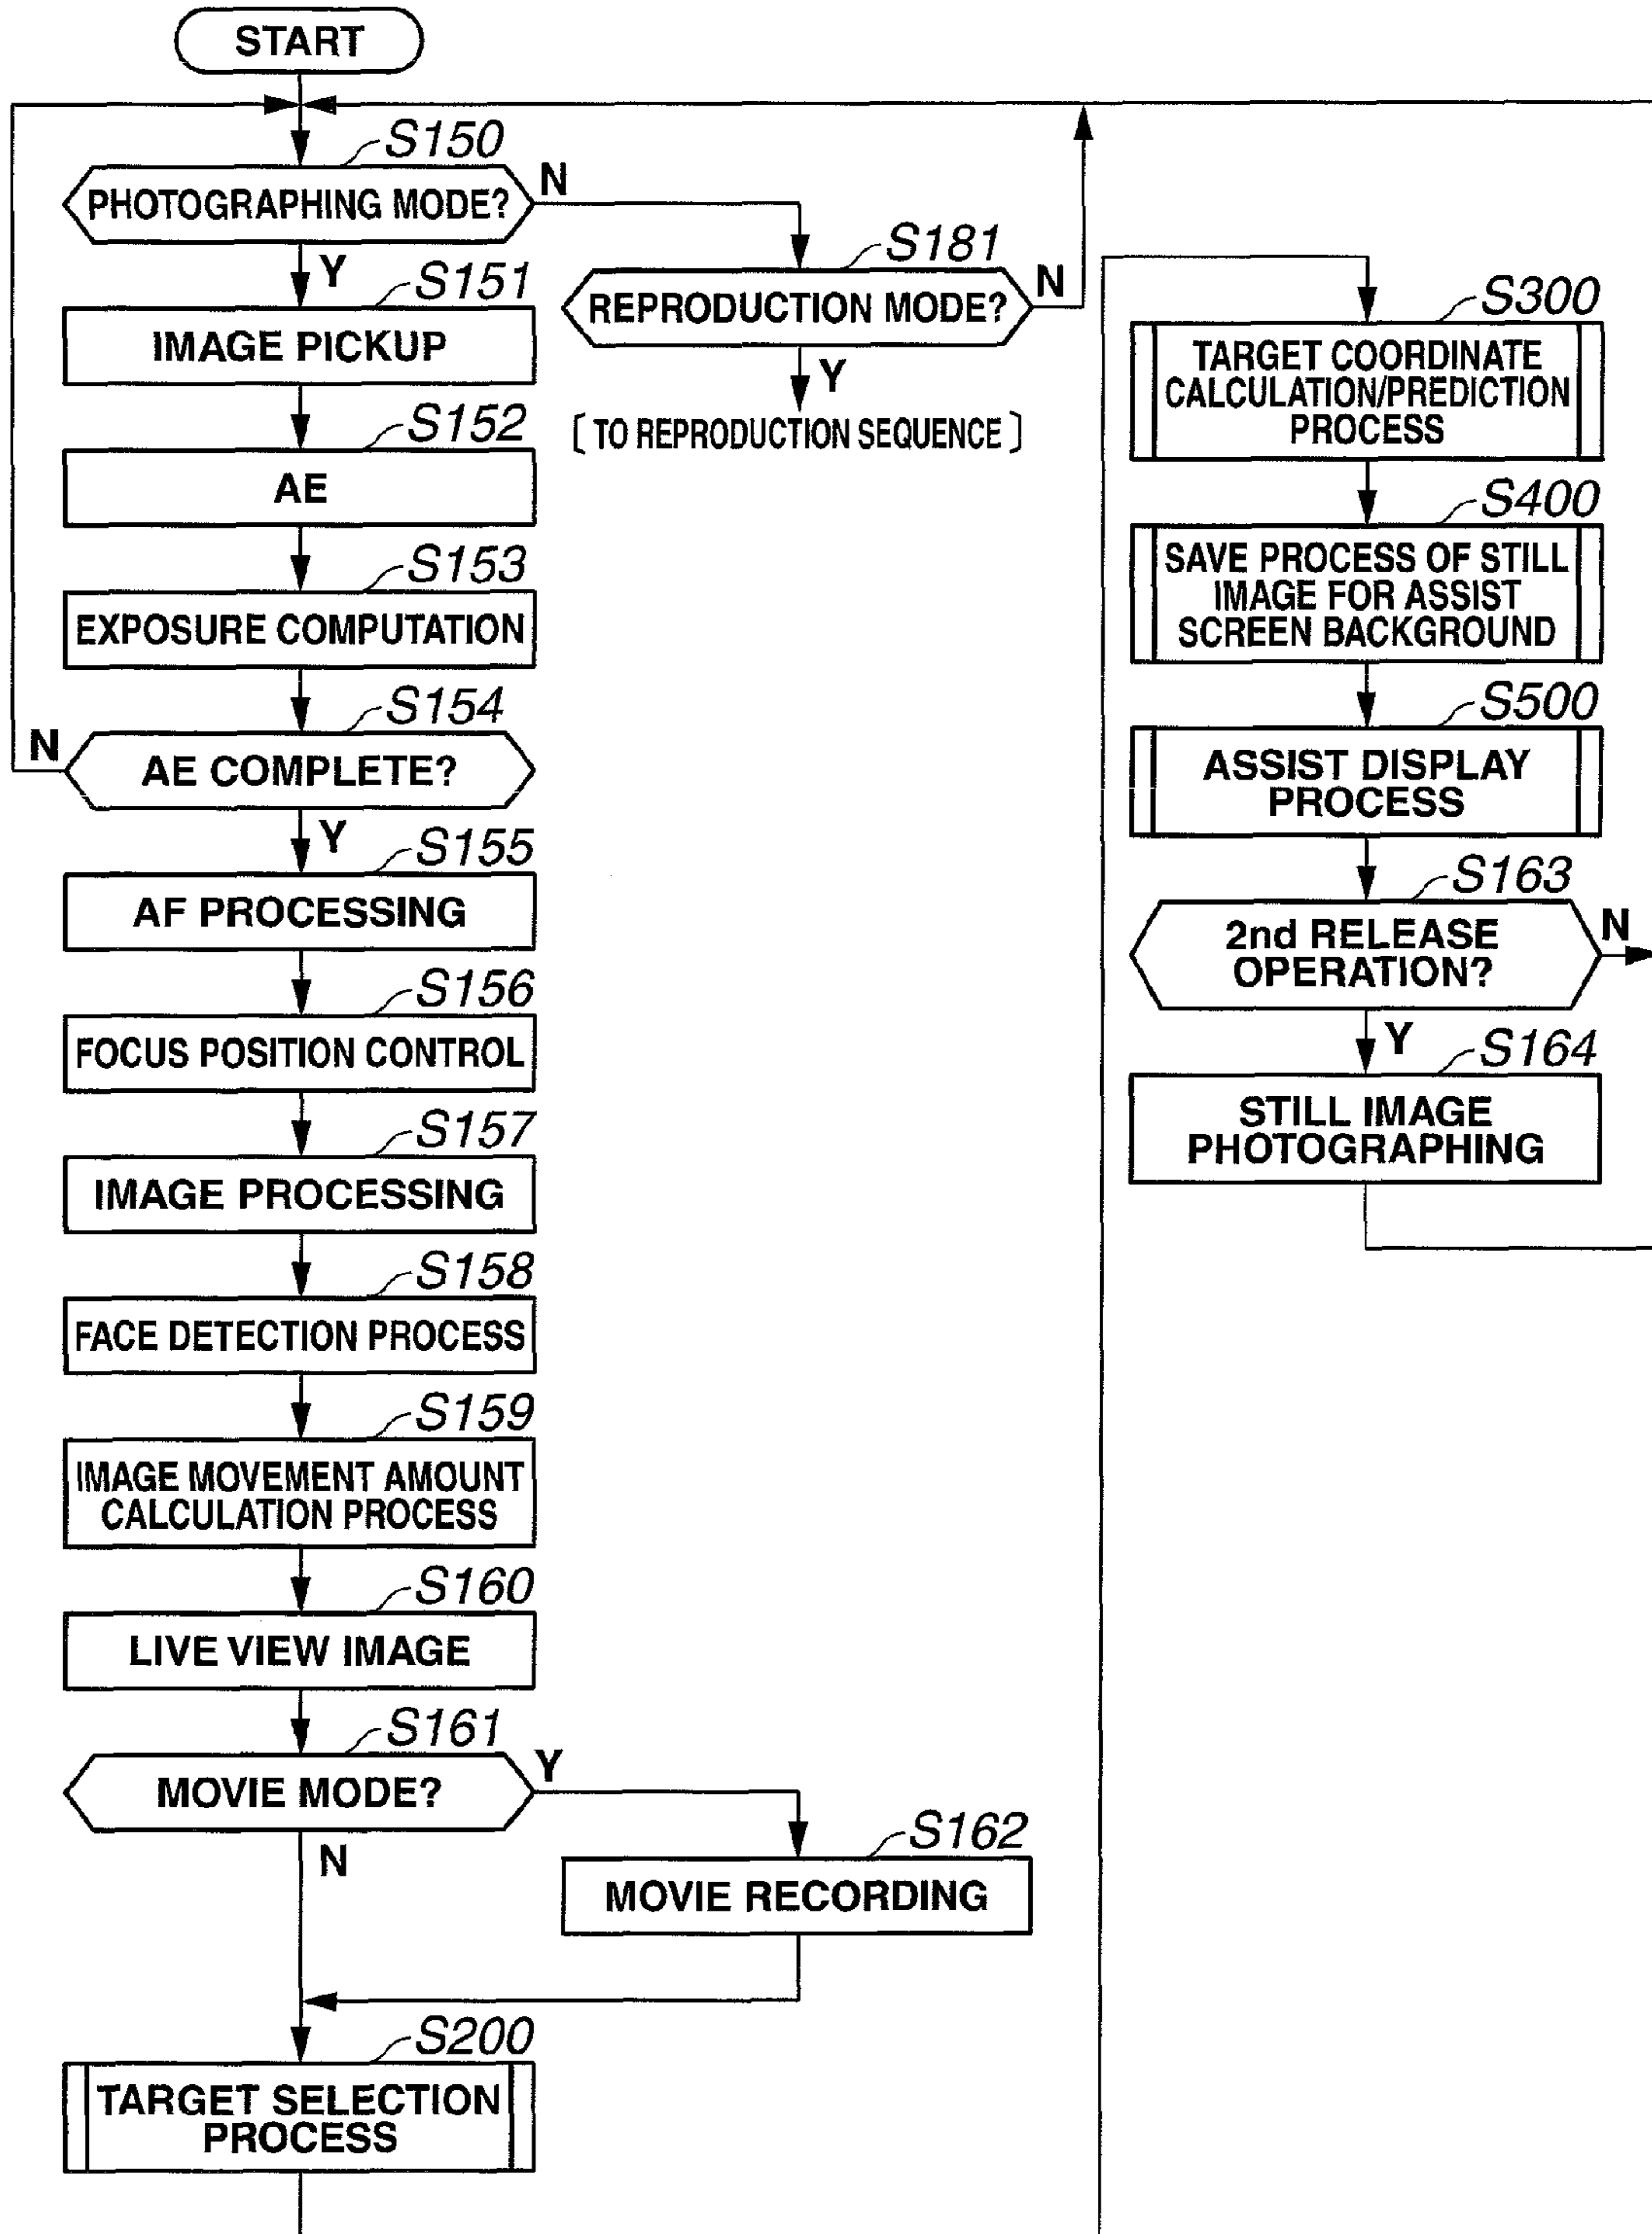 START
S150
PHOTOGRAPHING MODE?
N
Y
S151
IMAGE PICKUP
S152
AE
S153
EXPOSURE COMPUTATION
S154
N
AE COMPLETE?
Y
S155
AF PROCESSING
S156
FOCUS POSITION CONTROL
S157
IMAGE PROCESSING
S158
FACE DETECTION PROCESS
S159
IMAGE MOVEMENT AMOUNT
CALCULATION PROCESS
S160
LIVE VIEW IMAGE
S161
MOVIE MODE?
Y
N
S162
MOVIE RECORDING
S200
TARGET SELECTION
PROCESS
S181
REPRODUCTION MODE?
N
Y
[ TO REPRODUCTION SEQUENCE ]
S300
TARGET COORDINATE
CALCULATION/PREDICTION
PROCESS
S400
SAVE PROCESS OF STILL
IMAGE FOR ASSIST
SCREEN BACKGROUND
S500
ASSIST DISPLAY
PROCESS
S163
2nd RELEASE
OPERATION?
N
Y
S164
STILL IMAGE
PHOTOGRAPHING